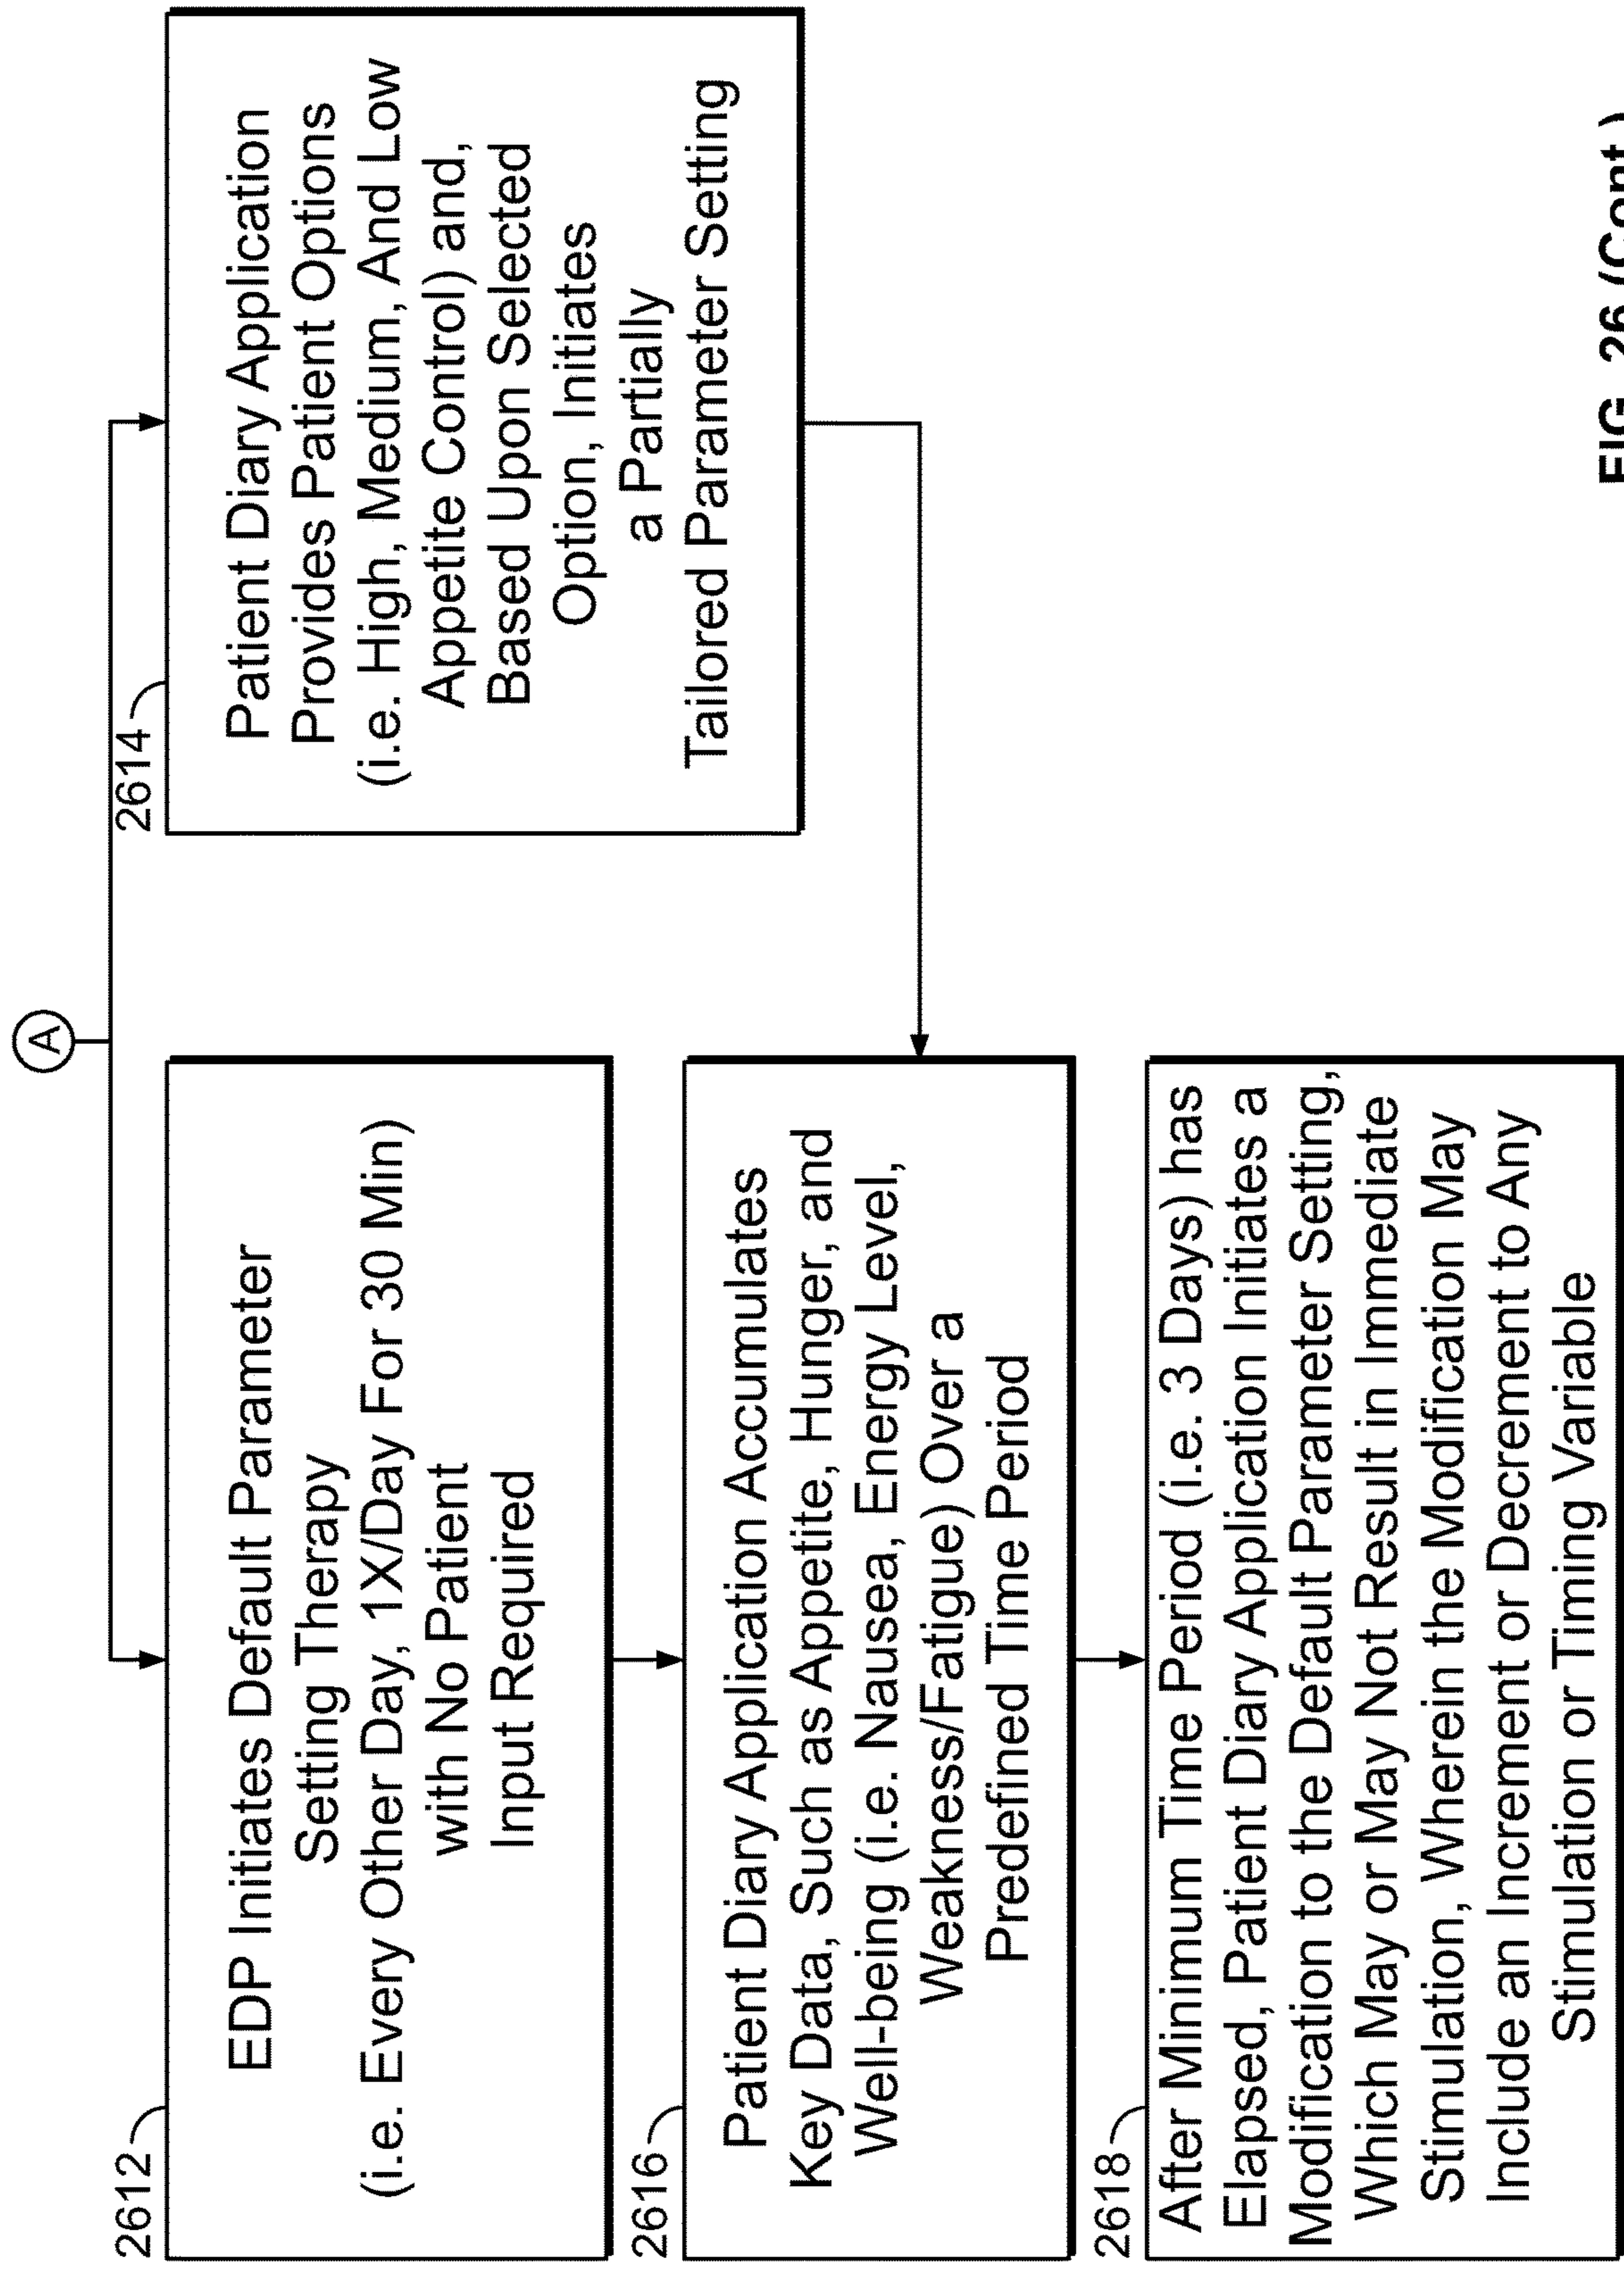 A
2612
EDP Initiates Default Parameter
Setting Therapy
(i.e. Every Other Day, 1X/Day For 30 Min)
with No Patient
Input Required
2614
Patient Diary Application
Provides Patient Options
(i.e. High, Medium, And Low
Appetite Control) and,
Based Upon Selected
Option, Initiates
a Partially
Tailored Parameter Setting
2616
Patient Diary Application Accumulates
Key Data, Such as Appetite, Hunger, and
Well-being (i.e. Nausea, Energy Level,
Weakness/Fatigue) Over a
Predefined Time Period
2618
After Minimum Time Period (i.e. 3 Days) has
Elapsed, Patient Diary Application Initiates a
Modification to the Default Parameter Setting,
Which May or May Not Result in Immediate
Stimulation, Wherein the Modification May
Include an Increment or Decrement to Any
Stimulation or Timing Variable
FIG. 26 (Cont.)